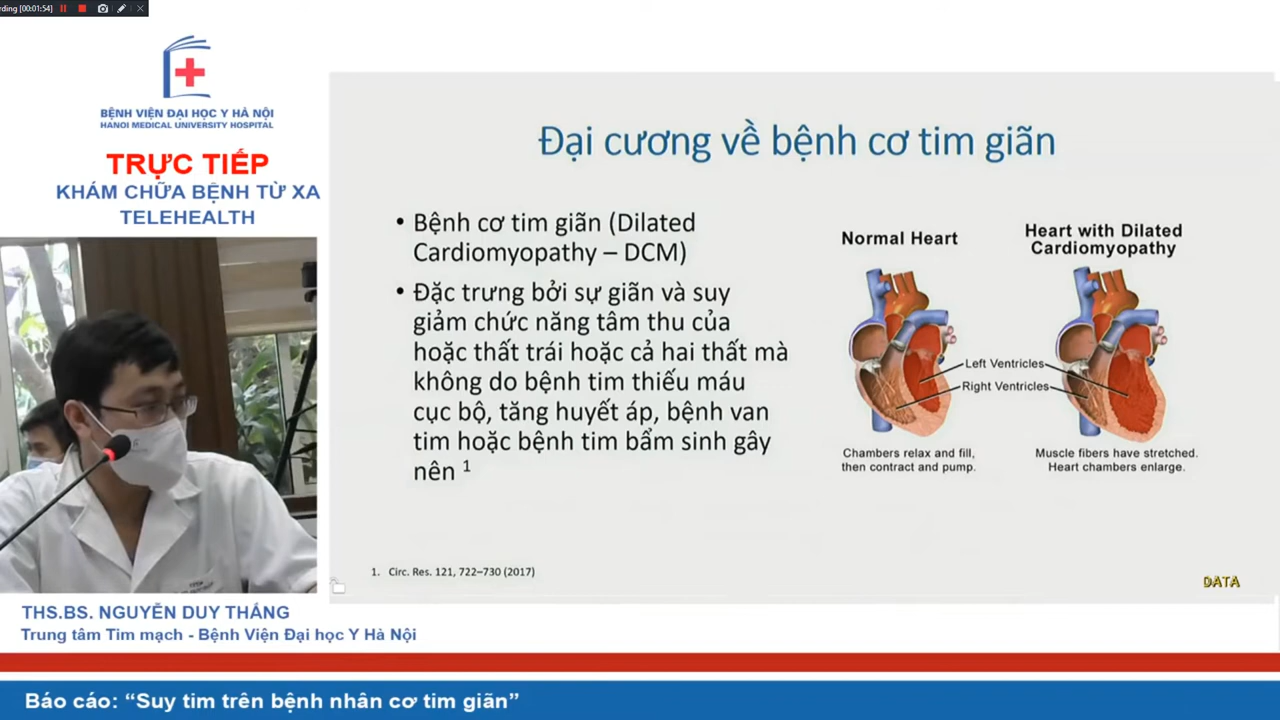 rding [00:01:54]
BỆNH VIỆN ĐẠI HỌC Y HÀ NỘI
HANOI MEDICAL UNIVERSITY HOSPITAL
TRỰC TIẾP
KHÁM CHỮA BỆNH TỪ XA
TELEHEALTH
Đại cương về bệnh cơ tim giãn
• Bệnh cơ tim giãn (Dilated
Cardiomyopathy – DCM)
• Đặc trưng bởi sự giãn và suy
giảm chức năng tâm thu của
hoặc thất trái hoặc cả hai thất mà
không do bệnh tim thiếu máu
cục bộ, tăng huyết áp, bệnh van
tim hoặc bệnh tim bẩm sinh gây
nên 1
Normal Heart
Heart with Dilated
Cardiomyopathy
Left Ventricles
Right Ventricles
Chambers relax and fill,
then contract and pump.
Muscle fibers have stretched.
Heart chambers enlarge.
1. Circ. Res. 121, 722–730 (2017)
DATA
THS.BS. NGUYỄN DUY THẮNG
Trung tâm Tim mạch - Bệnh Viện Đại học Y Hà Nội
Báo cáo: “Suy tim trên bệnh nhân cơ tim giãn”